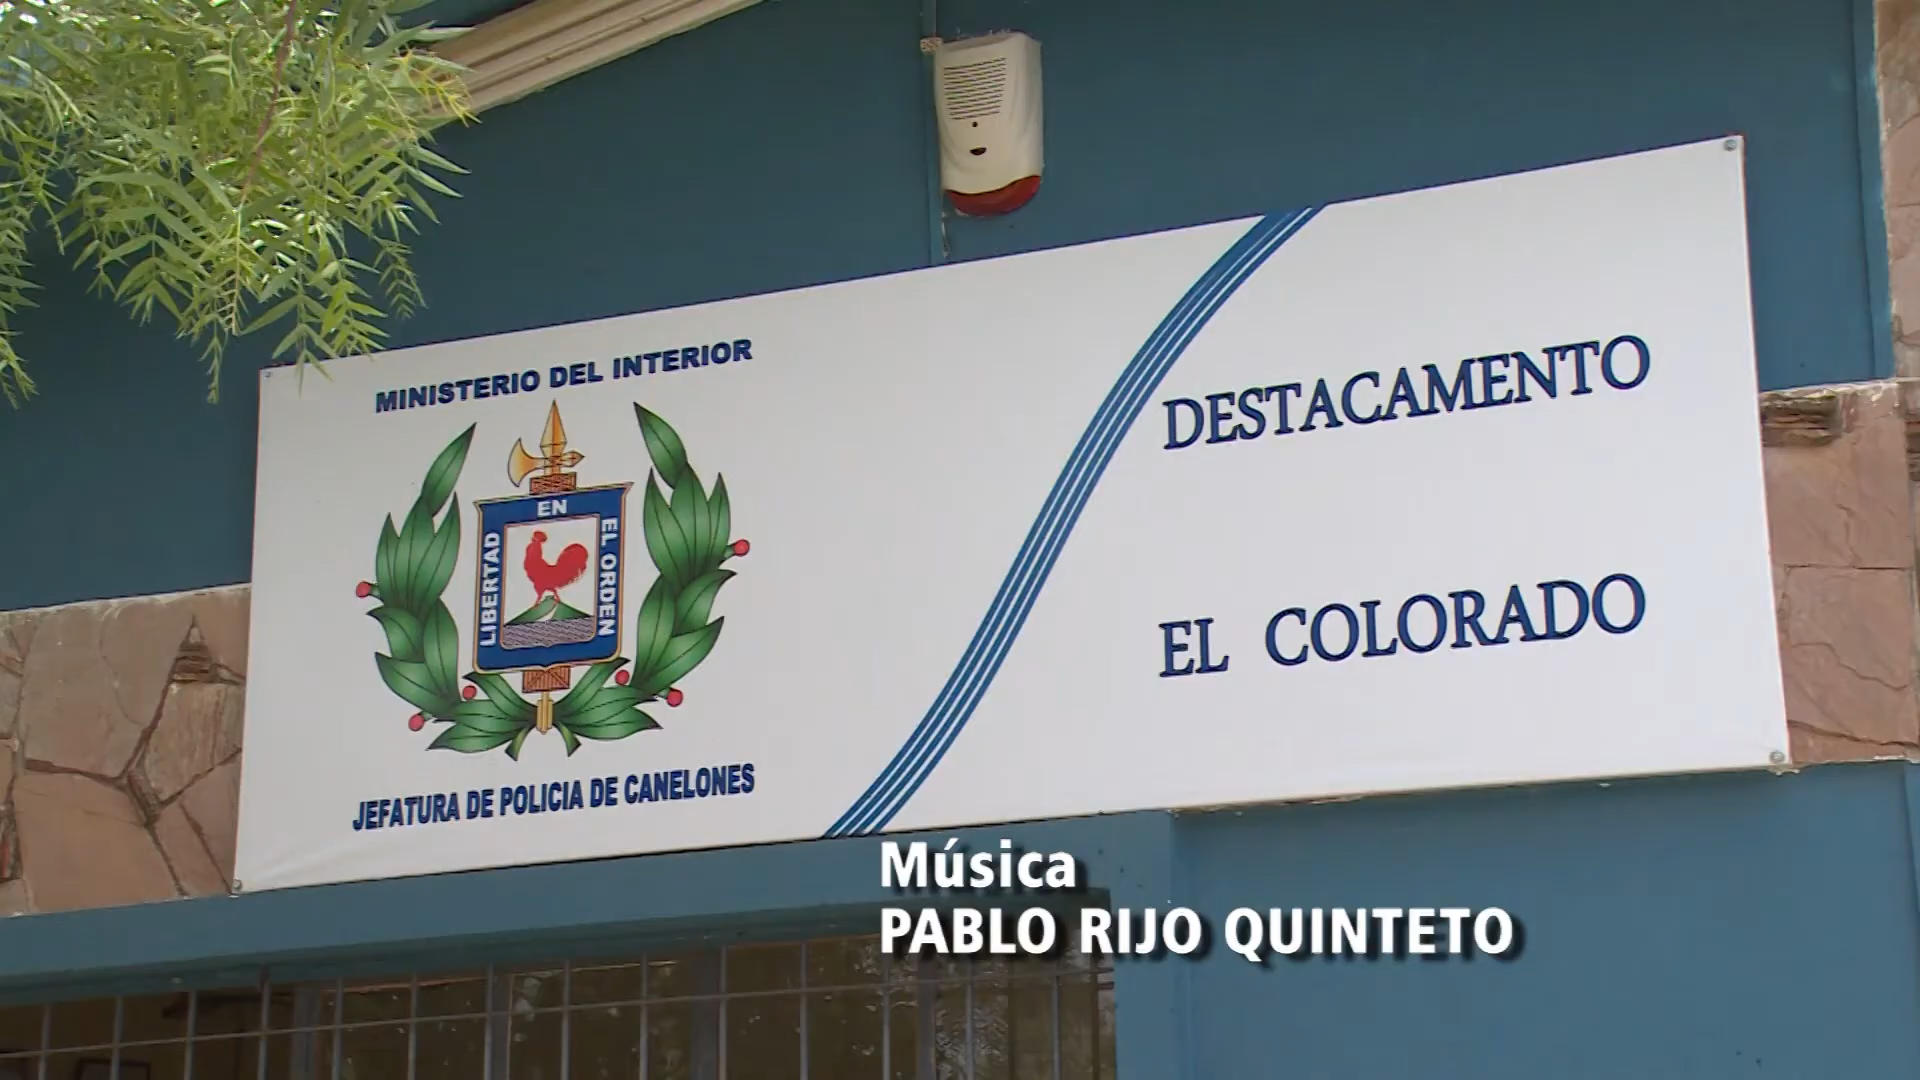 MINISTERIO DEL INTERIOR
LIBERTAD
EN
EL ORDEN
JEFATURA DE POLICIA DE CANELONES
DESTACAMENTO
EL COLORADO
Música
PABLO RIJO QUINTETO